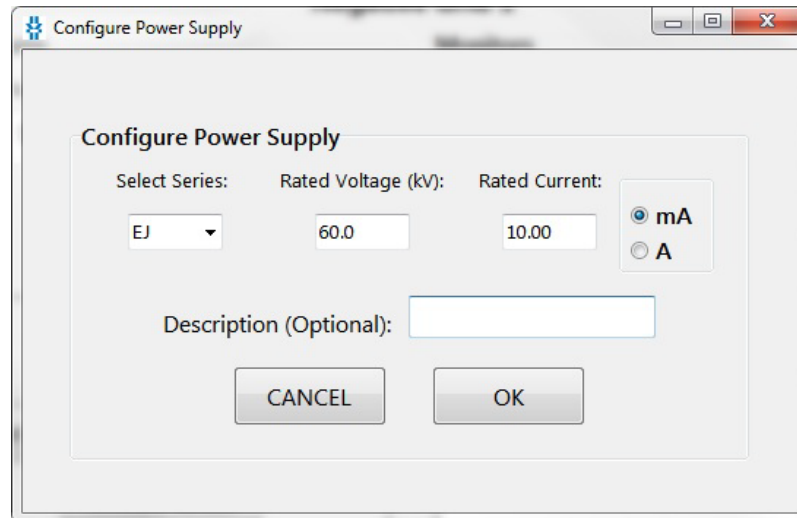 Configure Power Supply
Configure Power Supply
Select Series: Rated Voltage (kV): Rated Current:
EJ 60.0 10.00 mA
A
Description (Optional):
CANCEL OK